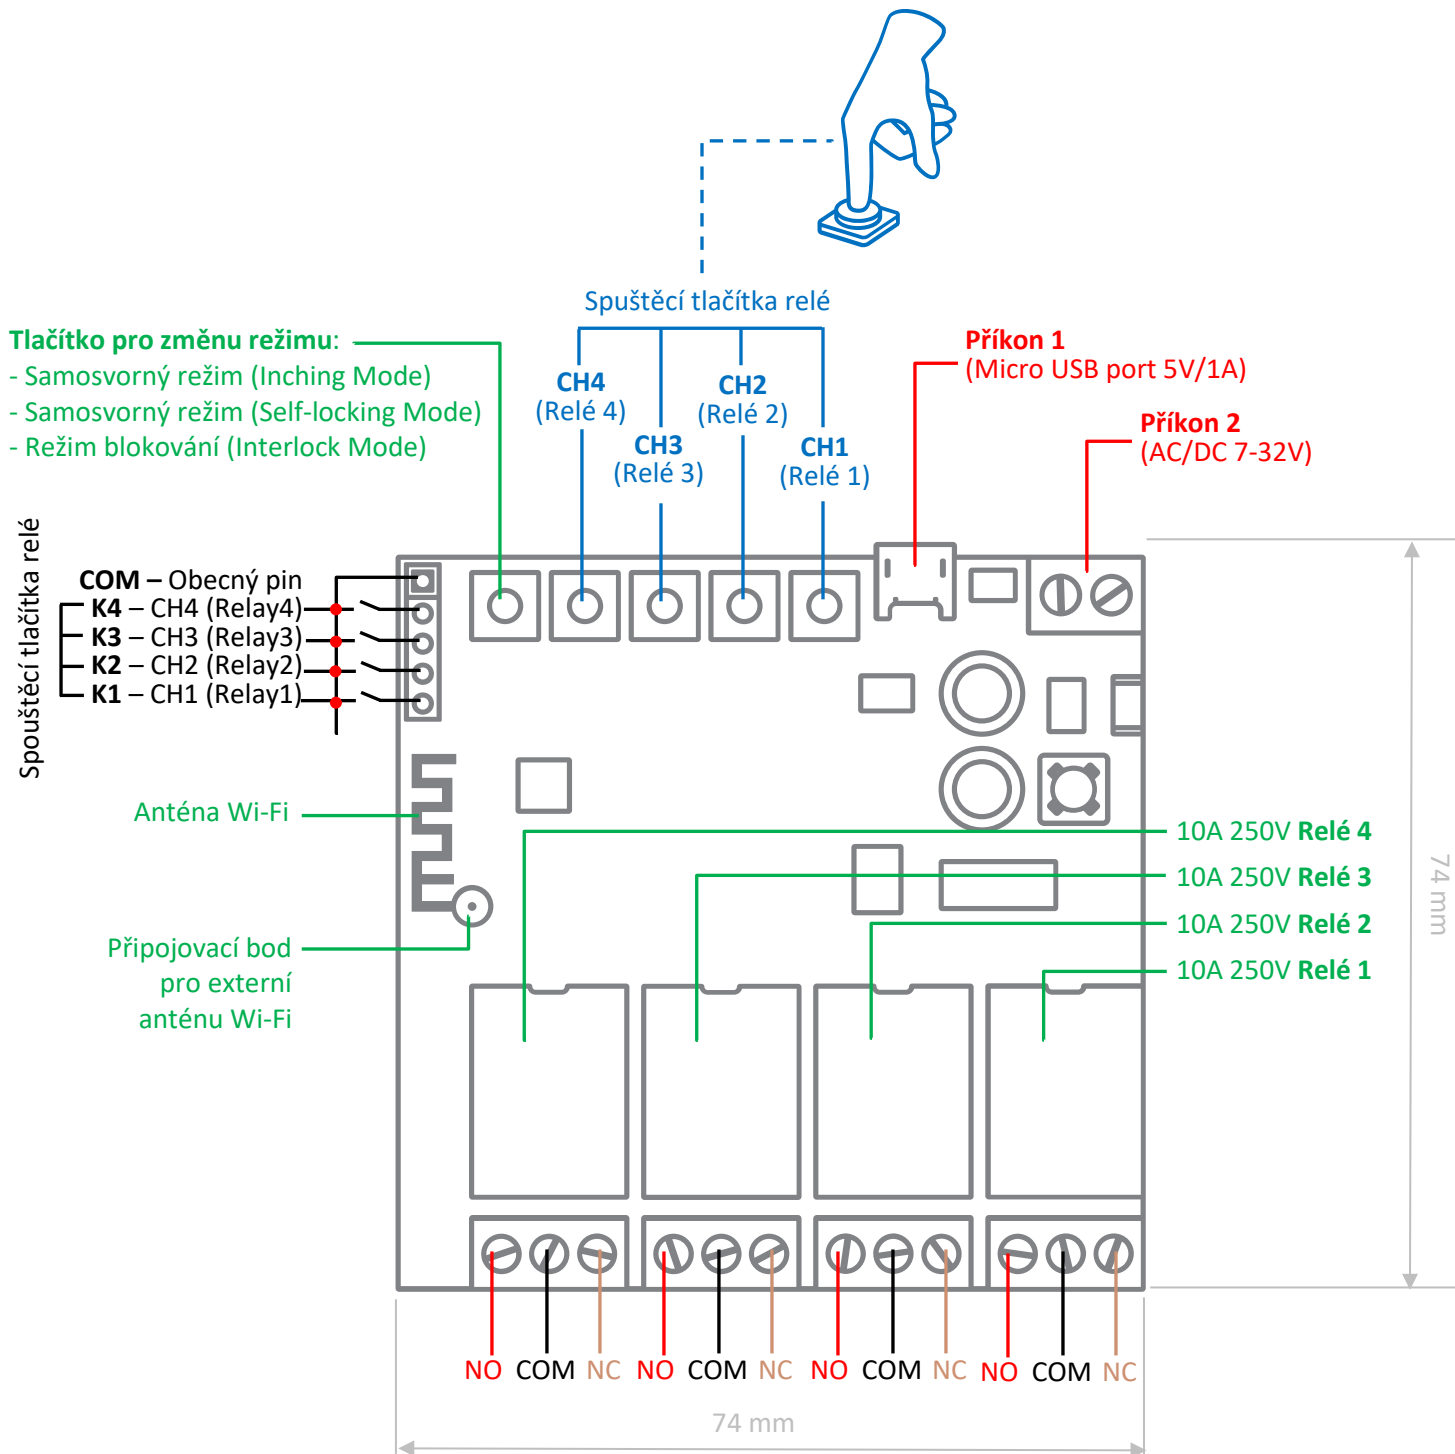 Spuštěcí tlačítka relé
Tlačítko pro změnu režimu:
- Samosvorný režim (Inching Mode)
- Samosvorný režim (Self-locking Mode)
- Režim blokování (Interlock Mode)
CH4
(Relé 4)
CH3
(Relé 3)
CH2
(Relé 2)
CH1
(Relé 1)
Příkon 1
(Micro USB port 5V/1A)
Příkon 2
(AC/DC 7-32V)
Spouštěcí tlačítka relé
COM – Obecný pin
K4 – CH4 (Relay4)
K3 – CH3 (Relay3)
K2 – CH2 (Relay2)
K1 – CH1 (Relay1)
Anténa Wi-Fi
Připojovací bod
pro externí
anténu Wi-Fi
10A 250V Relé 4
10A 250V Relé 3
10A 250V Relé 2
10A 250V Relé 1
74 mm
NO COM NC NO COM NC NO COM NC NO COM NC
74 mm